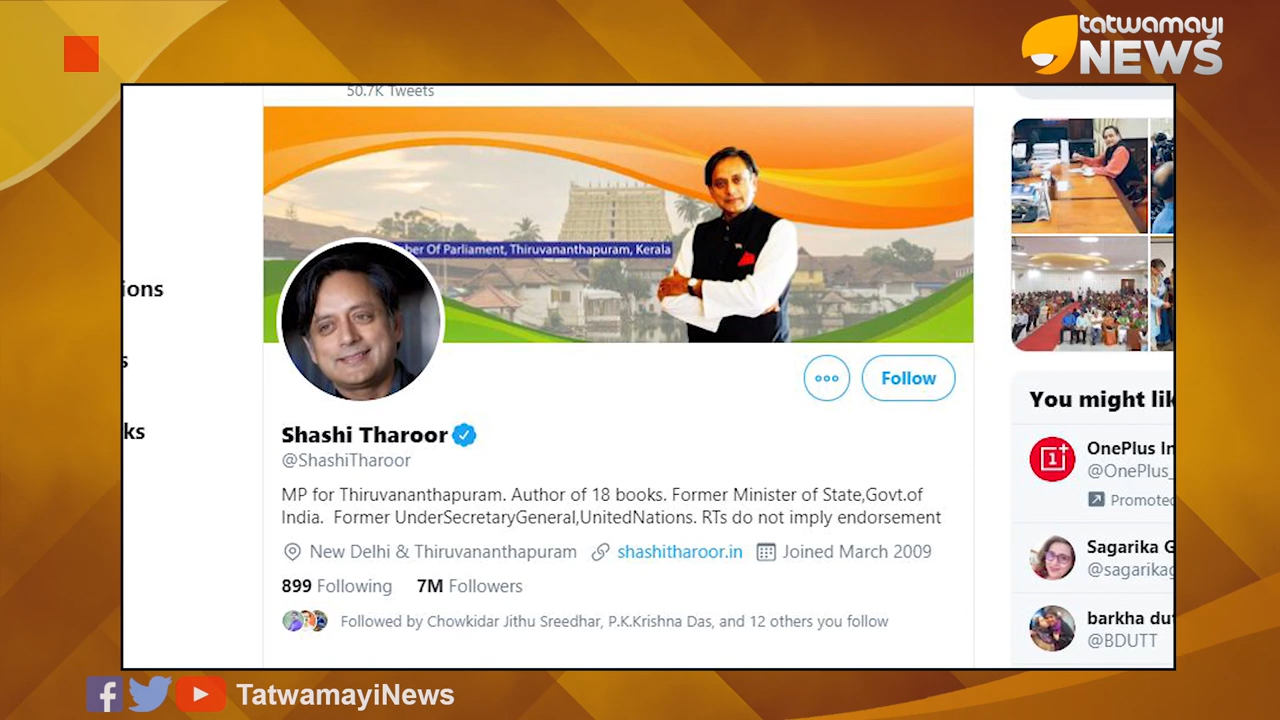 tatwamayi
NEWS
50.7K Tweets
ber Of Parliament, Thiruvananthapuram, Kerala
ions
s
ks
Follow
Shashi Tharoor
@ShashiTharoor
MP for Thiruvananthapuram. Author of 18 books. Former Minister of State,Govt.of
India. Former UnderSecretaryGeneral,UnitedNations. RTs do not imply endorsement
New Delhi & Thiruvananthapuram shashitharoor.in Joined March 2009
899 Following 7M Followers
Followed by Chowkidar Jithu Sreedhar, P.K.Krishna Das, and 12 others you follow
You might lik
OnePlus In
@OnePlus_
Promoted
Sagarika G
@sagarikag
barkha dut
@BDUTT
TatwamayiNews